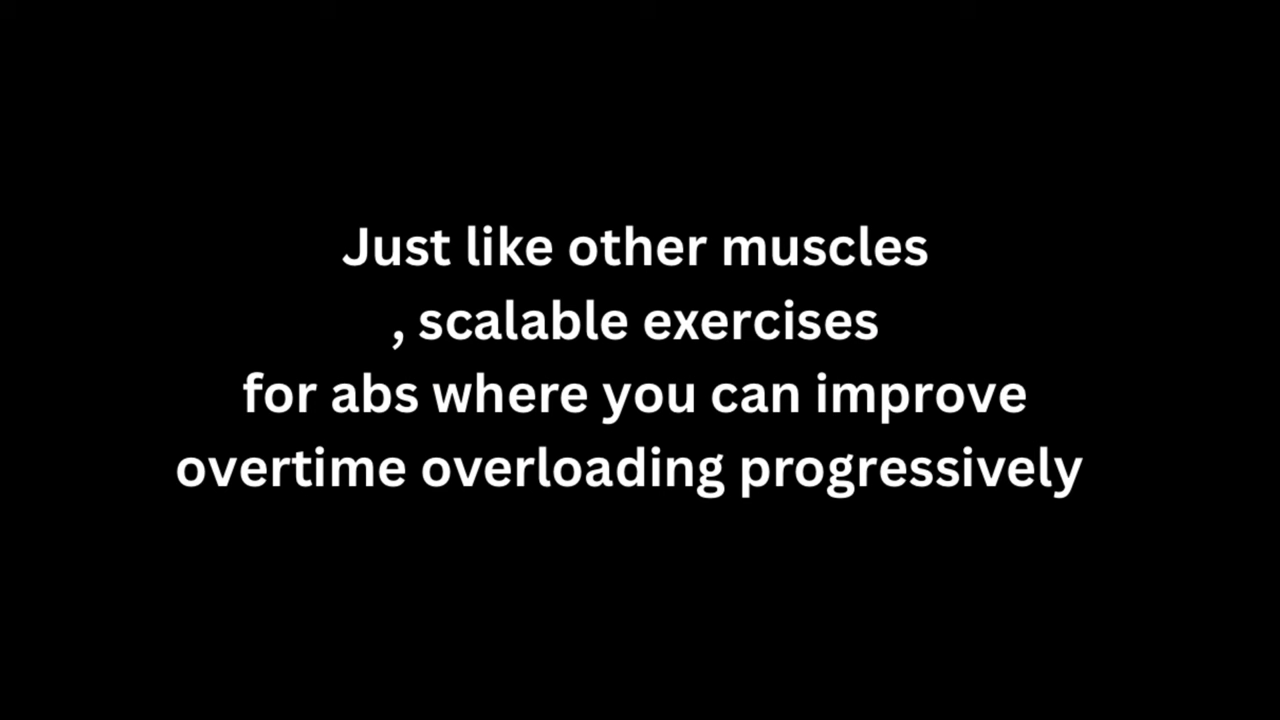 Just like other muscles
, scalable exercises
for abs where you can improve
overtime overloading progressively